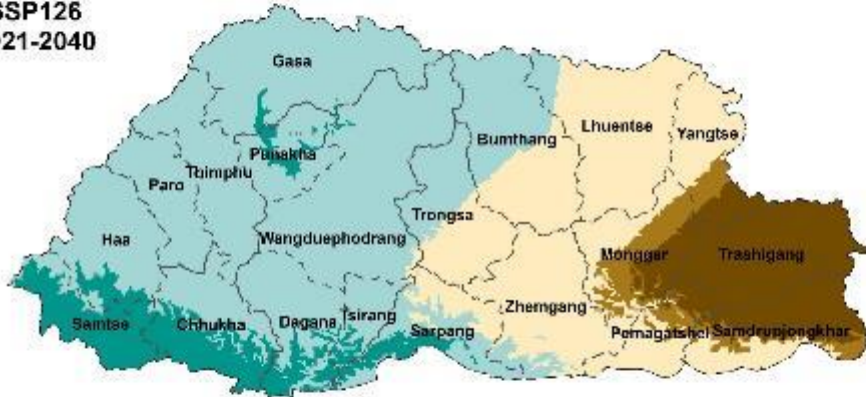 SSP126
021-2040
Gasa
Lhuentse
Yangtse
Bumthang
Punakha
Thimphu
Paro
Trongsa
Haa
Wangduephodrang
Monggar
Trashigang
Zhemgang
Samtse
Chhukha
Dagana
Tsirang
Sarpang
Pemagatshel
Samdrupjongkhar